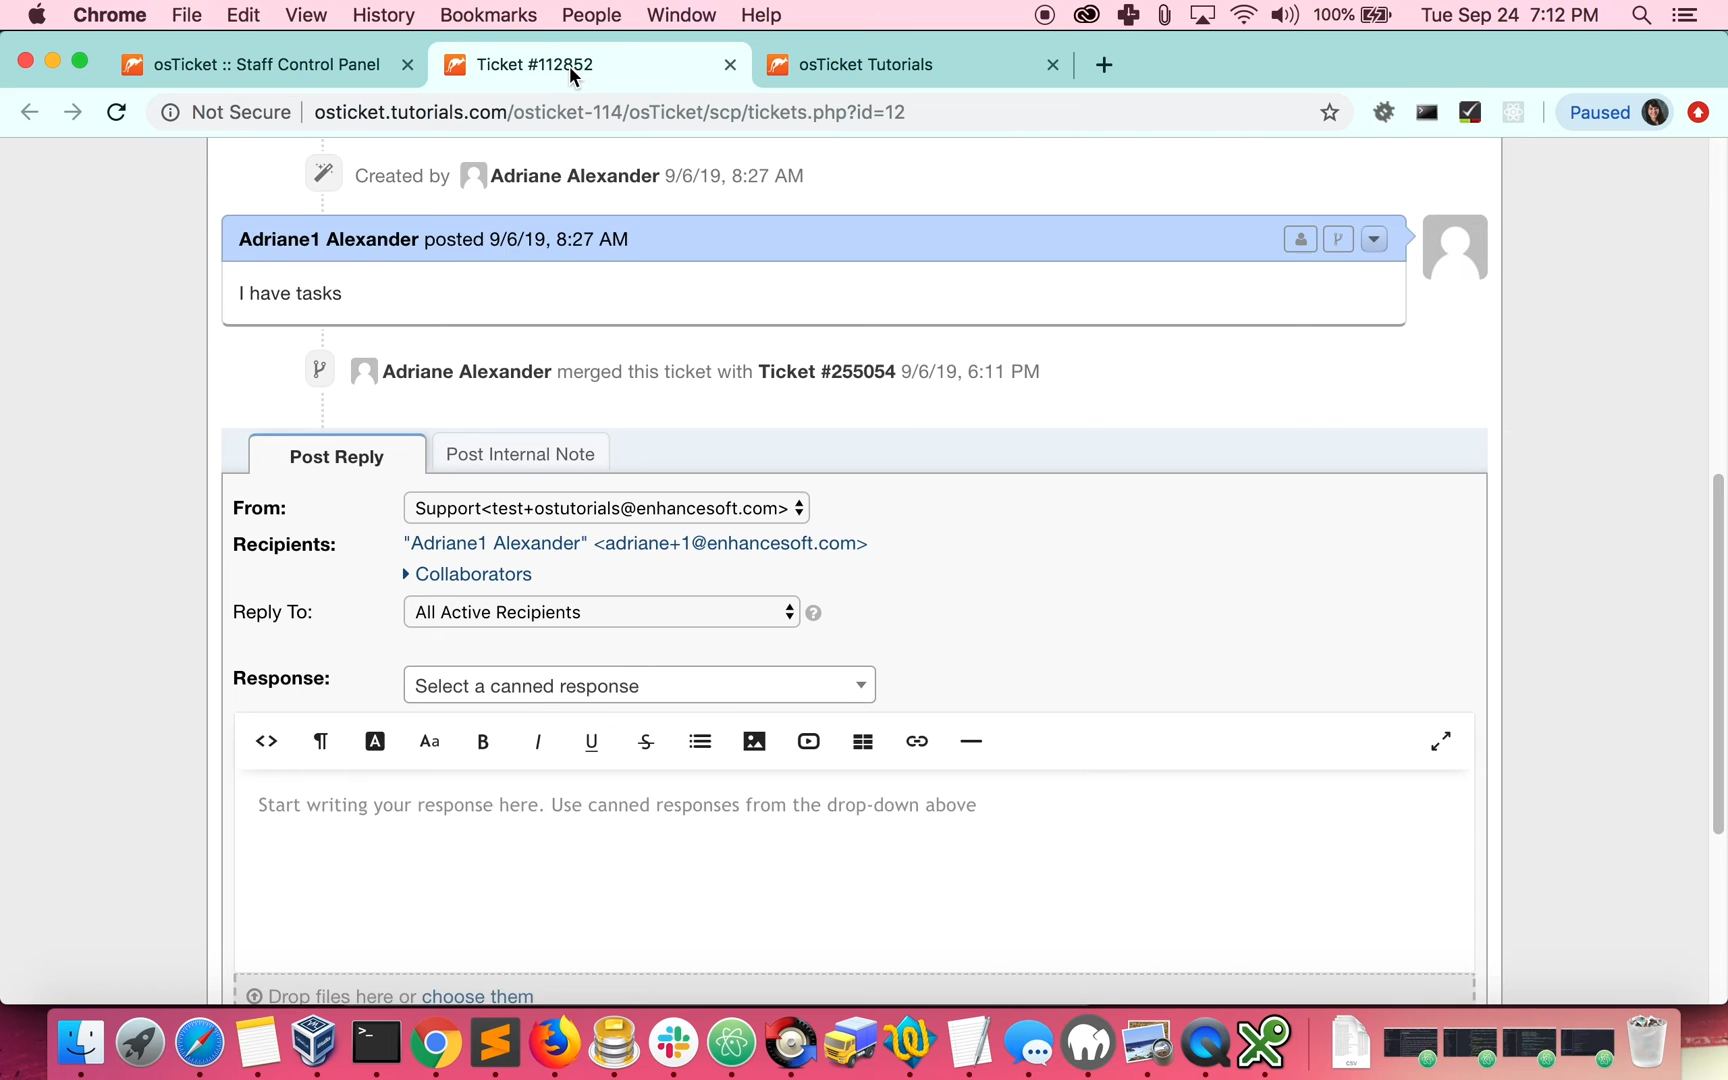 Chrome File Edit View History Bookmarks People Window Help 100% Tue Sep 24 7:12 PM
osTicket :: Staff Control Panel Ticket #112852 osTicket Tutorials
Not Secure osticket.tutorials.com/osticket-114/osTicket/scp/tickets.php?id=12 Paused
Created by Adriane Alexander 9/6/19, 8:27 AM
Adriane1 Alexander posted 9/6/19, 8:27 AM
I have tasks
Adriane Alexander merged this ticket with Ticket #255054 9/6/19, 6:11 PM
Post Reply Post Internal Note
From: Support<test+ostutorials@enhancesoft.com>
Recipients: "Adriane1 Alexander" <adriane+1@enhancesoft.com>
Collaborators
Reply To: All Active Recipients
Response: Select a canned response
Start writing your response here. Use canned responses from the drop-down above
Drop files here or choose them